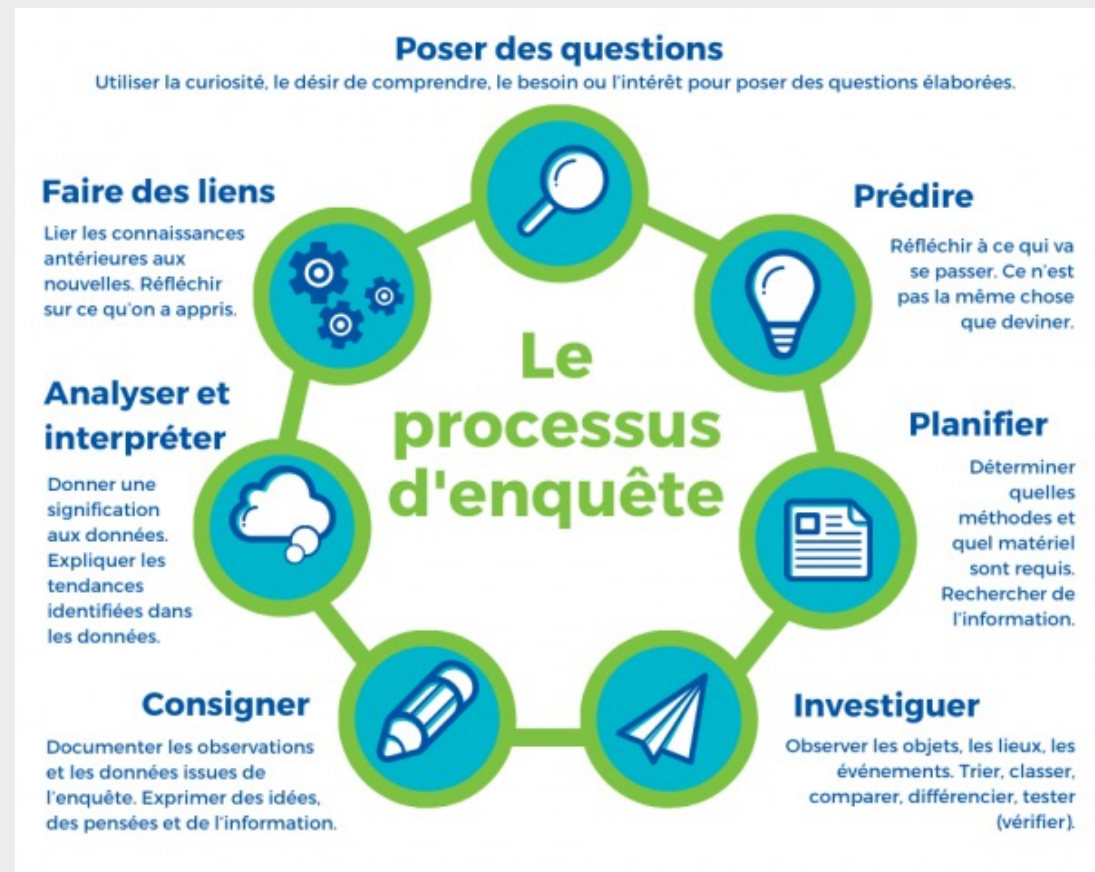 Poser des questions
Utiliser la curiosité, le désir de comprendre, le besoin ou l'intérêt pour poser des questions élaborées.
Prédire
Réfléchir à ce qui va
se passer. Ce n'est
pas la même chose
que deviner.
Planifier
Déterminer
quelles
méthodes et
quel matériel
sont requis.
Rechercher de
l'information.
Investiguer
Observer les objets, les lieux, les
événements. Trier, classer,
comparer, différencier, tester
(vérifier).
Consigner
Documenter les observations
et les données issues de
l'enquête. Exprimer des idées,
des pensées et de l'information.
Analyser et
interpréter
Donner une
signification
aux données.
Expliquer les
tendances
identifiées dans
les données.
Faire des liens
Lier les connaissances
antérieures aux
nouvelles. Réfléchir
sur ce qu'on a appris.
Le
processus
d'enquête